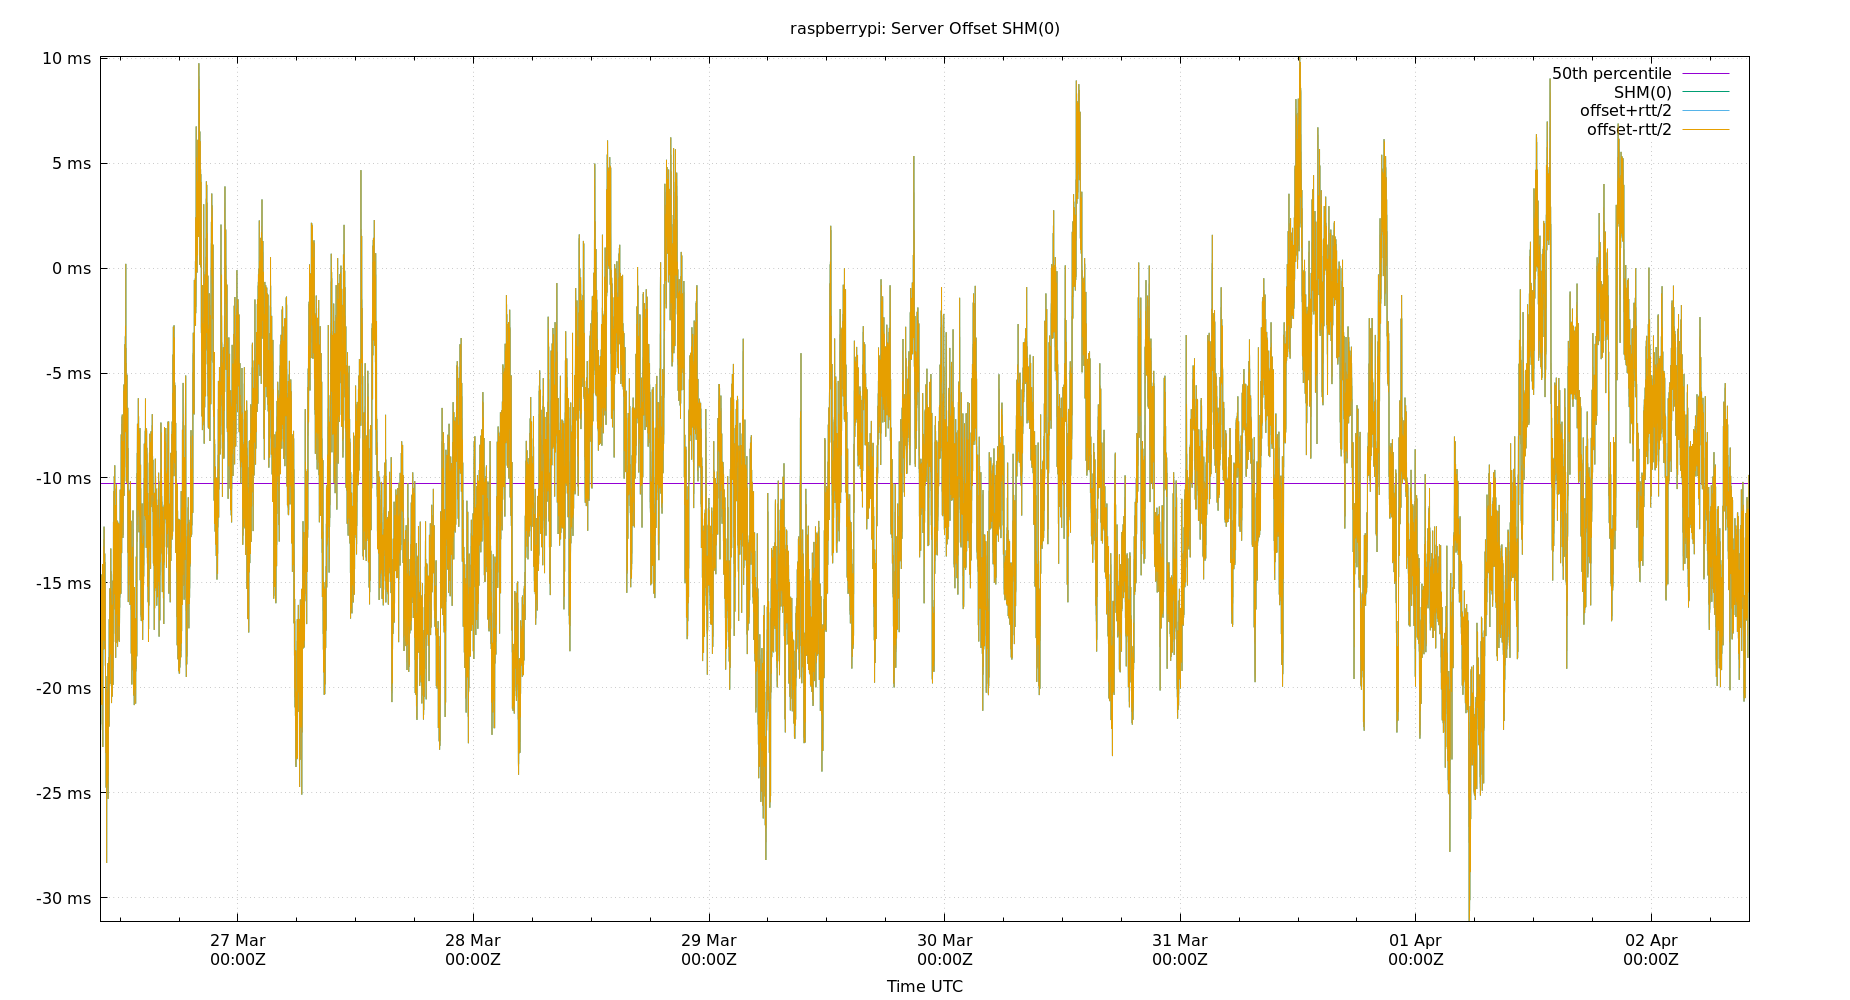 raspberrypi: Server Offset SHM(0)
10 ms
5 ms
0 ms
-5 ms
-10 ms
-15 ms
-20 ms
-25 ms
-30 ms
50th percentile
SHM(0)
offset+rtt/2
offset-rtt/2
27 Mar
00:00Z
28 Mar
00:00Z
29 Mar
00:00Z
30 Mar
00:00Z
31 Mar
00:00Z
01 Apr
00:00Z
02 Apr
00:00Z
Time UTC